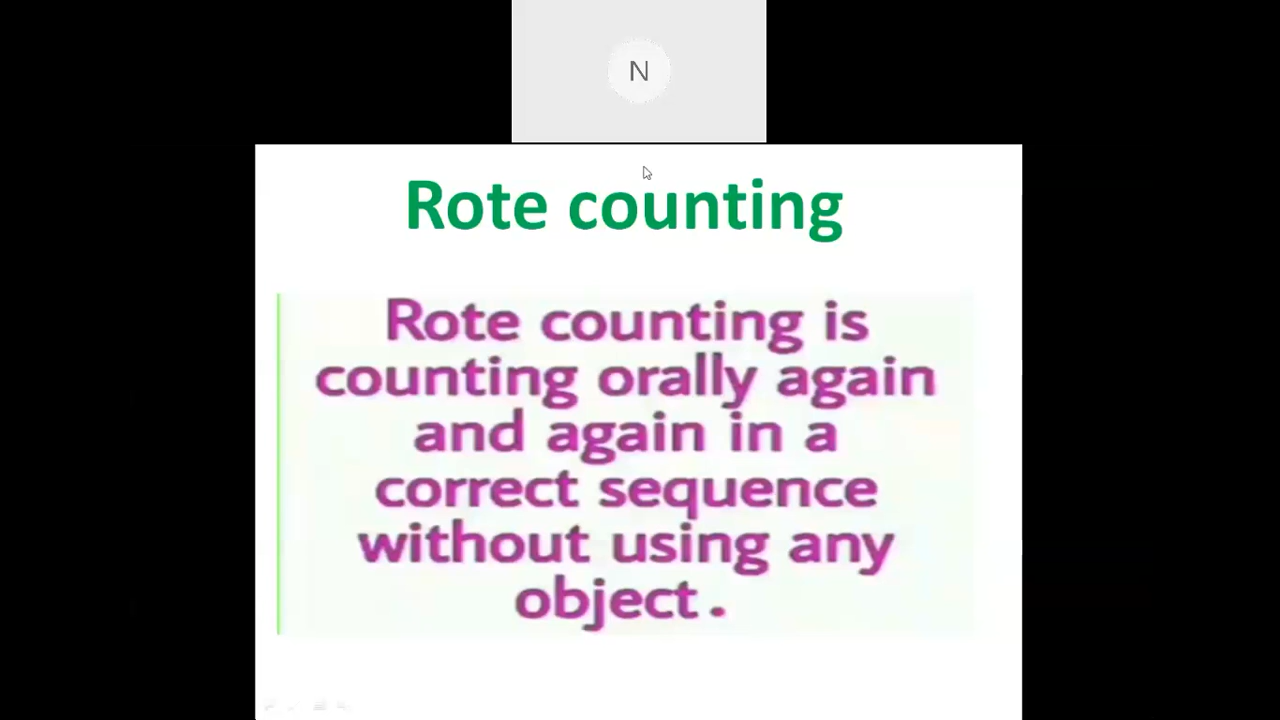 N
Rote counting
Rote counting is
counting orally again
and again in a
correct sequence
without using any
object.